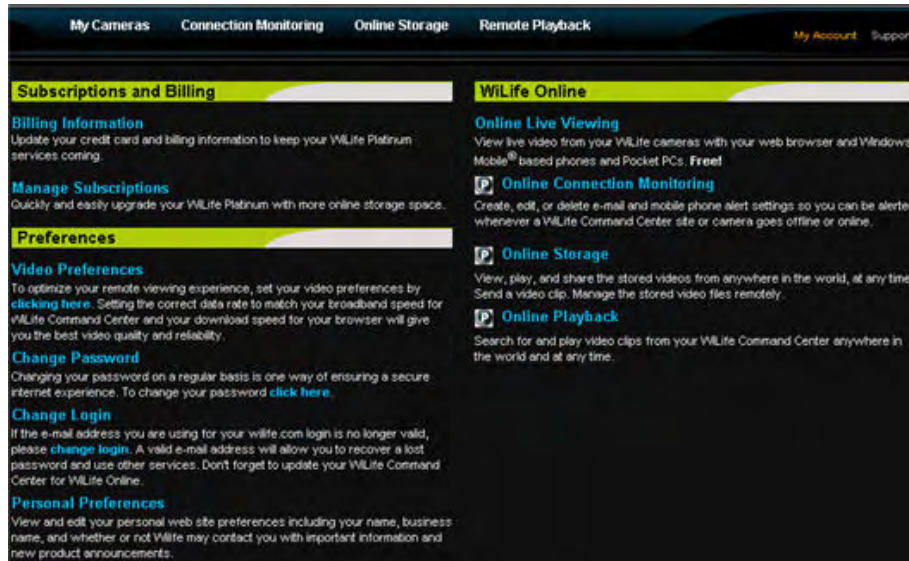 My Cameras Connection Monitoring Online Storage Remote Playback
My Account Suppor
Subscriptions and Billing
Billing Information
Update your credit card and billing information to keep your WiLife Platinum
services coming.
Manage Subscriptions
Quickly and easily upgrade your WiLife Platinum with more online storage space.
Preferences
Video Preferences
To optimize your remote viewing experience, set your video preferences by
clicking here. Setting the correct data rate to match your broadband speed for
WiLife Command Center and your download speed for your browser will give
you the best video quality and reliability.
Change Password
Changing your password on a regular basis is one way of ensuring a secure
internet experience. To change your password click here.
Change Login
If the e-mail address you are using for your wilife.com login is no longer valid,
please change login. A valid e-mail address will allow you to recover a lost
password and use other services. Don't forget to update your WiLife Command
Center for WiLife Online.
Personal Preferences
View and edit your personal web site preferences including your name, business
name, and whether or not Wilife may contact you with important information and
new product announcements.
WiLife Online
Online Live Viewing
View live video from your WiLife cameras with your web browser and Windows
Mobile® based phones and Pocket PCs. Free!
P Online Connection Monitoring
Create, edit, or delete e-mail and mobile phone alert settings so you can be alerte
whenever a WiLife Command Center site or camera goes offline or online.
P Online Storage
View, play, and share the stored videos from anywhere in the world, at any time
Send a video clip. Manage the stored video files remotely.
P Online Playback
Search for and play video clips from your WiLife Command Center anywhere in
the world and at any time.